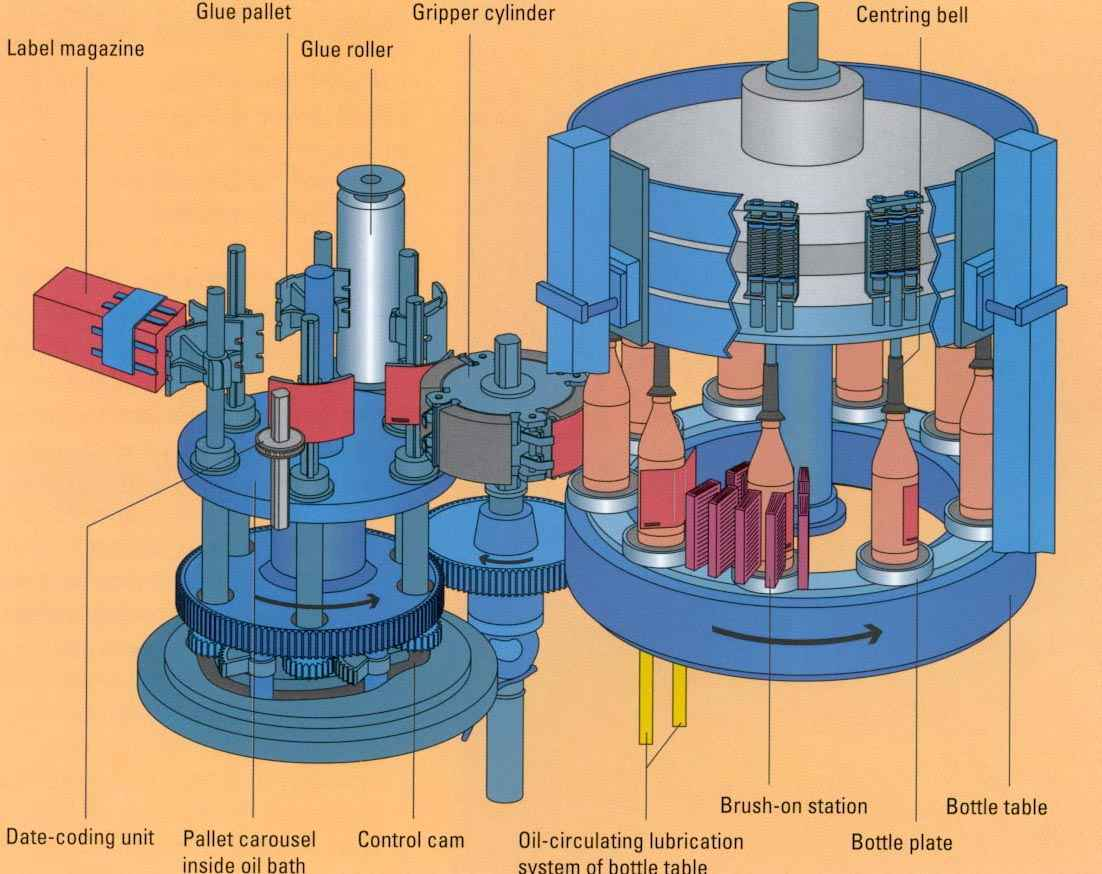 Glue pallet
Gripper cylinder
Centring bell
Label magazine
Glue roller
Brush-on station
Bottle table
Date-coding unit
Pallet carousel
inside oil bath
Control cam
Oil-circulating lubrication
system of bottle table
Bottle plate